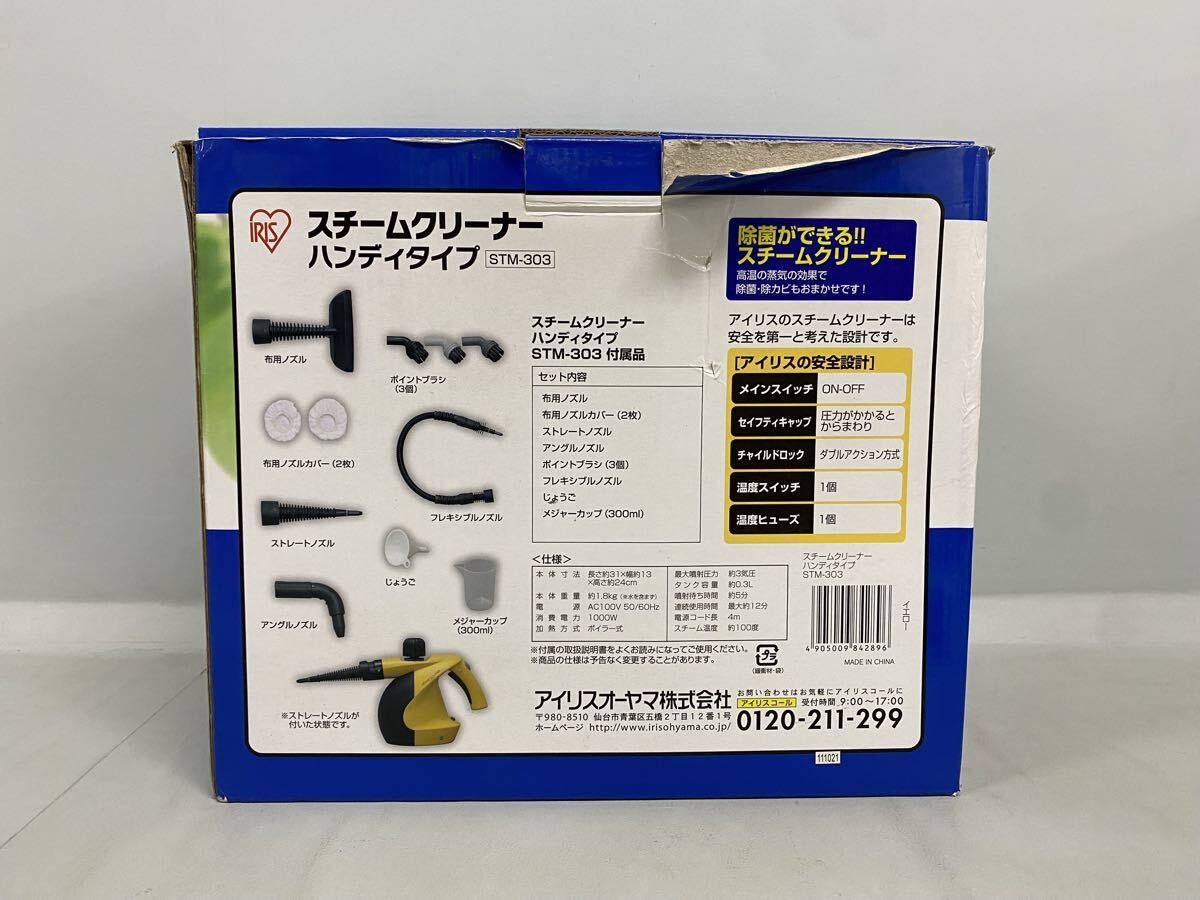 IRIS
スチームクリーナー
ハンディタイプ STM-303
布用ノズル
ポイントブラシ
(3個)
布用ノズルカバー(2枚)
フレキシブルノズル
ストレートノズル
じょうご
アングルノズル
メジャーカップ
(300ml)
※ストレートノズルが
付いた状態です。
スチームクリーナー
ハンディタイプ
STM-303 付属品
セット内容
布用ノズル
布用ノズルカバー(2枚)
ストレートノズル
アングルノズル
ポイントブラシ(3個)
フレキシブルノズル
じょうご
メジャーカップ(300ml)
除菌ができる!!
スチームクリーナー
高温の蒸気の効果で
除菌・除カビもおまかせです!
アイリスのスチームクリーナーは
安全を第一と考えた設計です。
[アイリスの安全設計]
メインスイッチ ON-OFF
セイフティキャップ 圧力がかかると
からまわり
チャイルドロック ダブルアクション方式
温度スイッチ 1個
温度ヒューズ 1個
<仕様>
本体寸法 長さ約31×幅約13
×高さ約24cm
本体重量 約1.8kg(※水を含まず)
電源 AC100V 50/60Hz
消費電力 1000W
加熱方式 ボイラー式
最大噴射圧力 約3気圧
タンク容量 約0.3L
噴射待ち時間 約5分
連続使用時間 最大約12分
電源コード長 4m
スチーム温度 約100度
※付属の取扱説明書をよくお読みになってご使用ください。
※商品の仕様は予告なく変更することがあります。
プラ
(緩衝材・袋)
スチームクリーナー
ハンディタイプ
STM-303
イエロー
4 905009 842896
MADE IN CHINA
アイリスオーヤマ株式会社
〒980-8510 仙台市青葉区五橋2丁目12番1号
ホームページ http://www.irisohyama.co.jp/
お問い合わせはお気軽にアイリスコールに
アイリスコール 受付時間 9:00~17:00
0120-211-299
111021